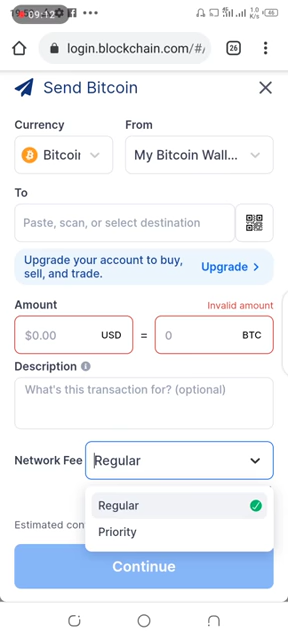 09:12
login.blockchain.com/#/
26
Send Bitcoin
Currency
From
Bitcoi
My Bitcoin Wall...
To
Paste, scan, or select destination
Upgrade your account to buy,
sell, and trade.
Upgrade
Amount
Invalid amount
$0.00
USD
=
0
BTC
Description
What's this transaction for? (optional)
Network Fee
Regular
Regular
Priority
Estimated con
Continue